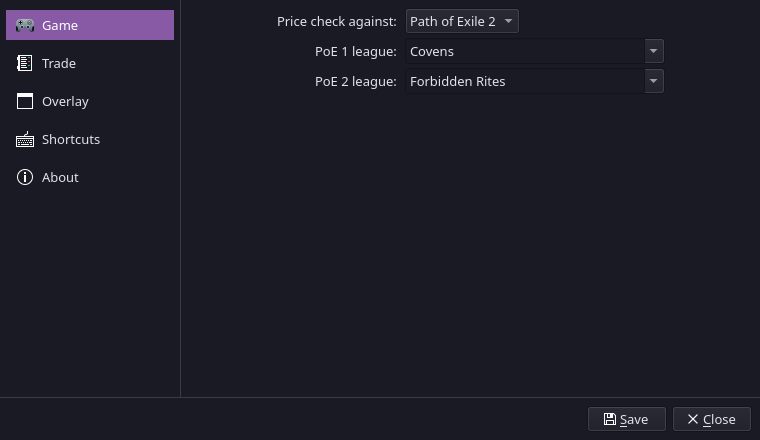 Game
Trade
Overlay
Shortcuts
About
Price check against: Path of Exile 2
PoE 1 league: Covens
PoE 2 league: Forbidden Rites
Save Close